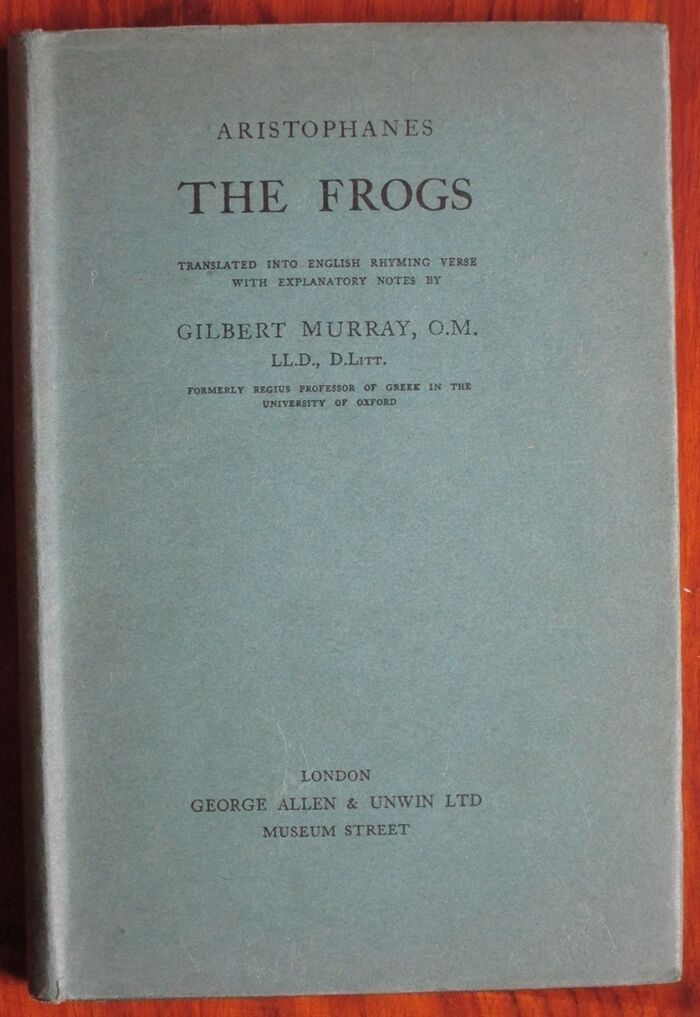 ARISTOPHANES
THE FROGS
TRANSLATED INTO ENGLISH RHYMING VERSE
WITH EXPLANATORY NOTES BY
GILBERT MURRAY, O.M.
LL.D., D.LITT.
FORMERLY REGIUS PROFESSOR OF GREEK IN THE
UNIVERSITY OF OXFORD
LONDON
GEORGE ALLEN & UNWIN LTD
MUSEUM STREET